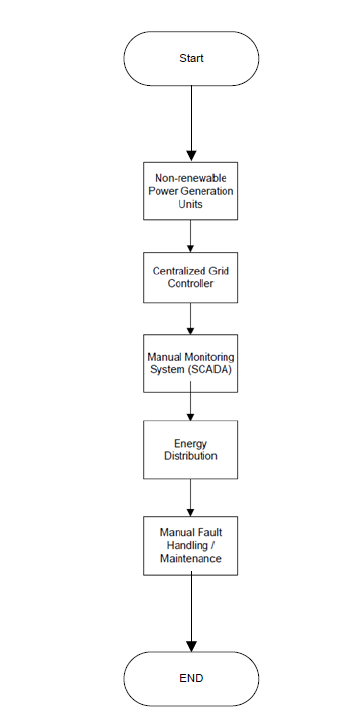 Start
Non-renewable
Power Generation
Units
Centralized Grid
Controller
Manual Monitoring
System (SCADA)
Energy
Distribution
Manual Fault
Handling /
Maintenance
END